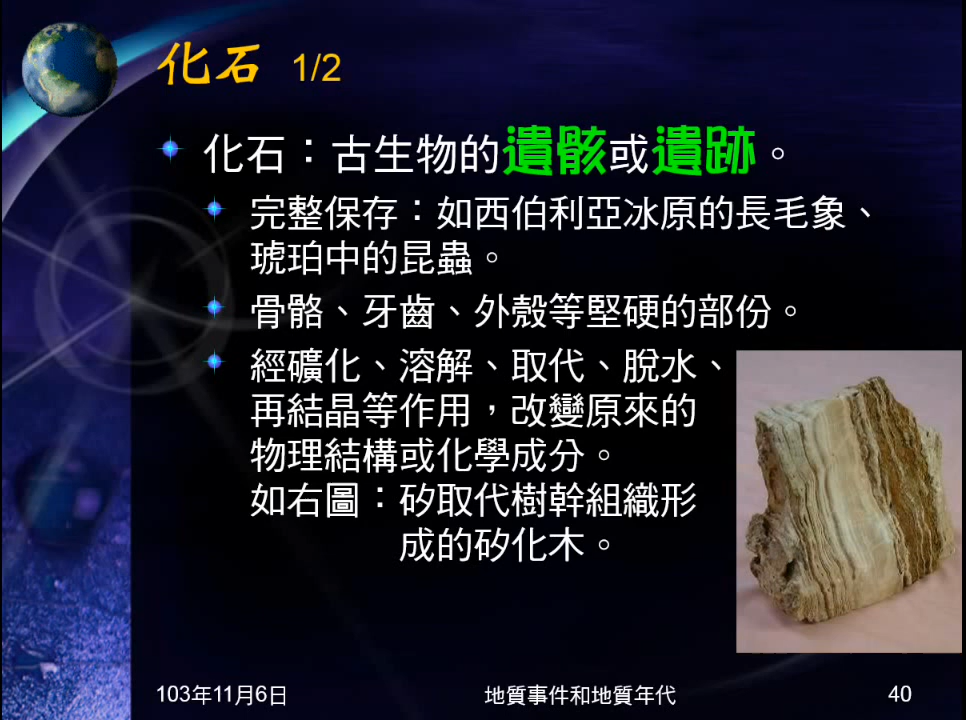 化石 1/2
化石：古生物的遺骸或遺跡。
完整保存：如西伯利亞冰原的長毛象、
琥珀中的昆蟲。
骨骼、牙齒、外殼等堅硬的部份。
經礦化、溶解、取代、脫水、
再結晶等作用，改變原來的
物理結構或化學成分。
如右圖：矽取代樹幹組織形
成的矽化木。
103年11月6日
地質事件和地質年代
40